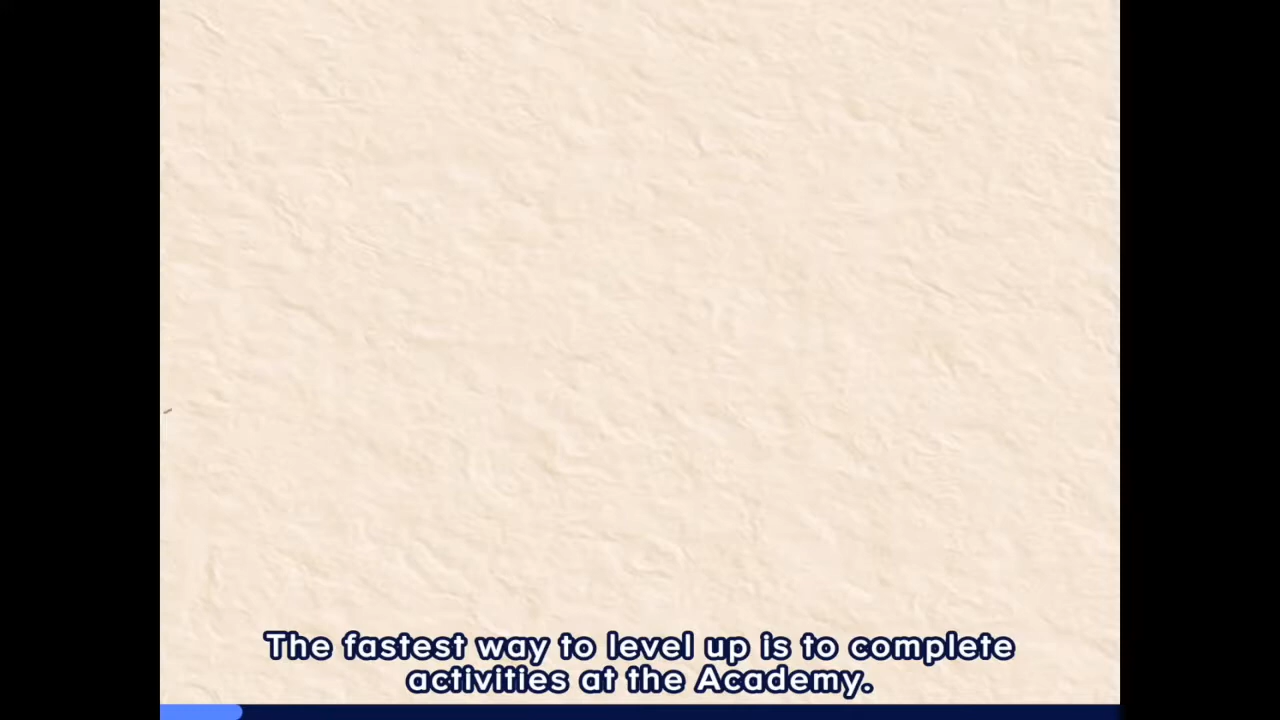 The fastest way to level up is to complete
activities at the Academy.